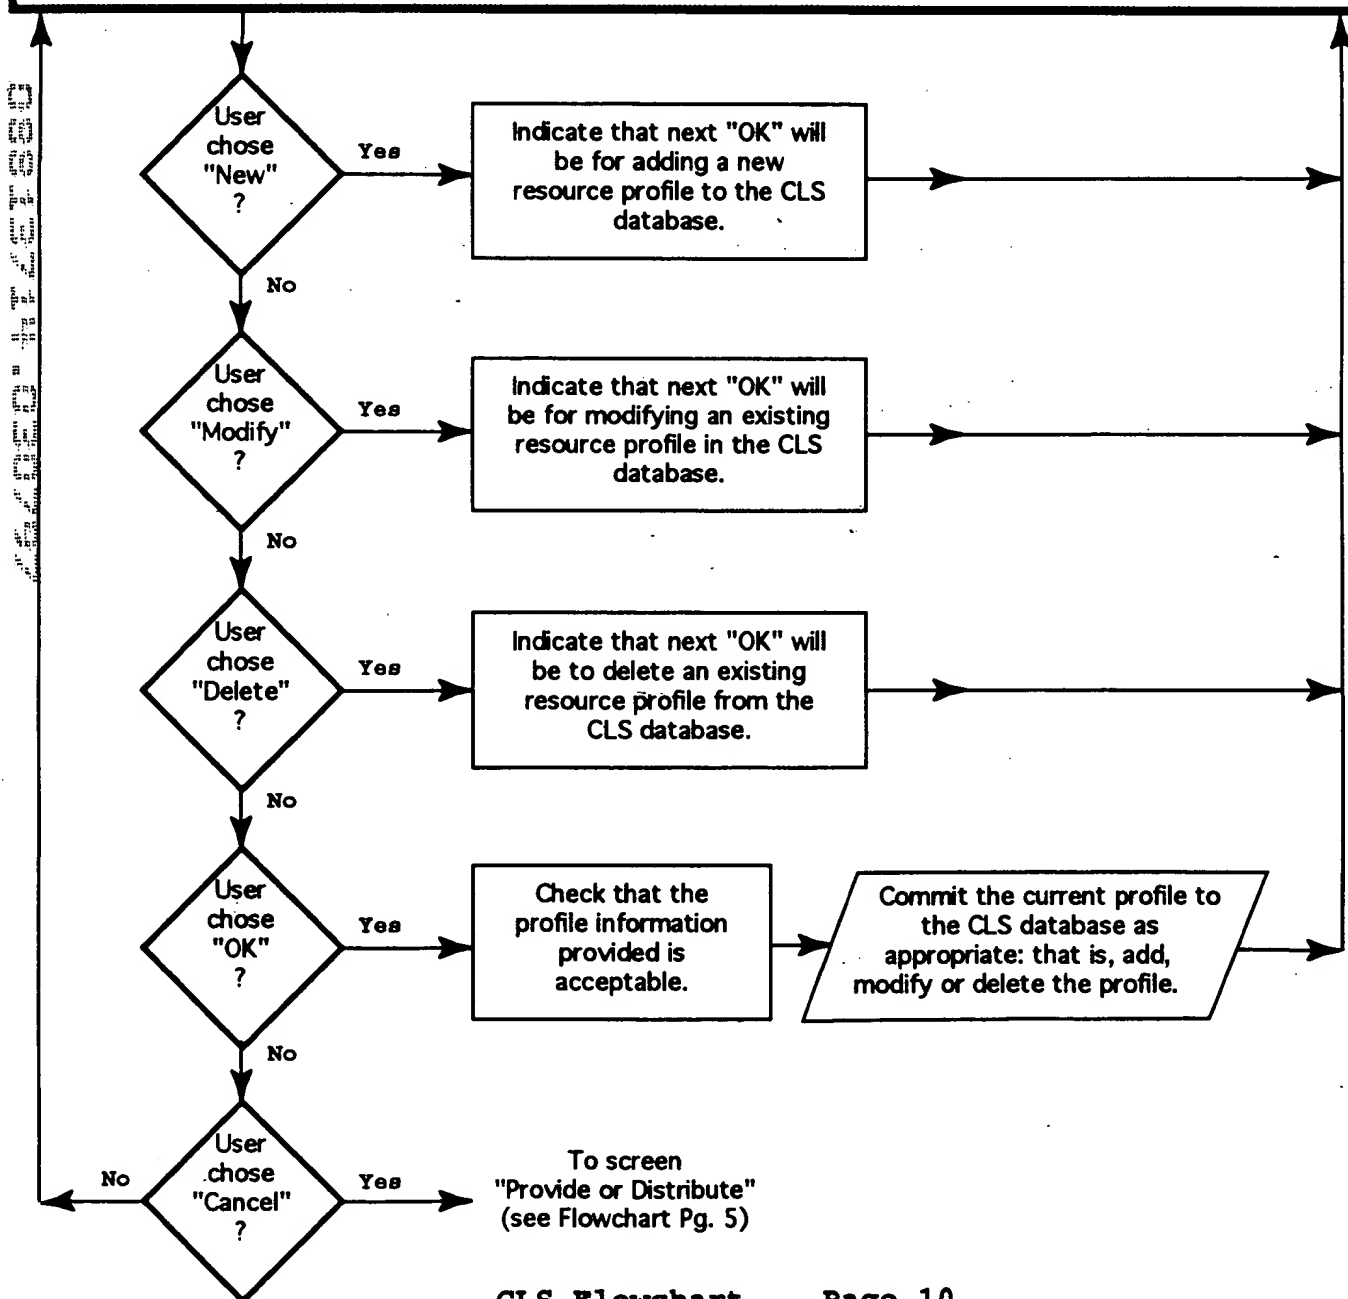 User
chose
"New"
?
Yes
Indicate that next "OK" will
be for adding a new
resource profile to the CLS
database.
No
User
chose
"Modify"
?
Yes
Indicate that next "OK" will
be for modifying an existing
resource profile in the CLS
database.
No
User
chose
"Delete"
?
Yes
Indicate that next "OK" will
be to delete an existing
resource profile from the
CLS database.
No
User
chose
"OK"
?
Yes
Check that the
profile information
provided is
acceptable.
Commit the current profile to
the CLS database as
appropriate: that is, add,
modify or delete the profile.
No
User
chose
"Cancel"
?
No
Yes
To screen
"Provide or Distribute"
(see Flowchart Pg. 5)
CLS Flowchart Page 10